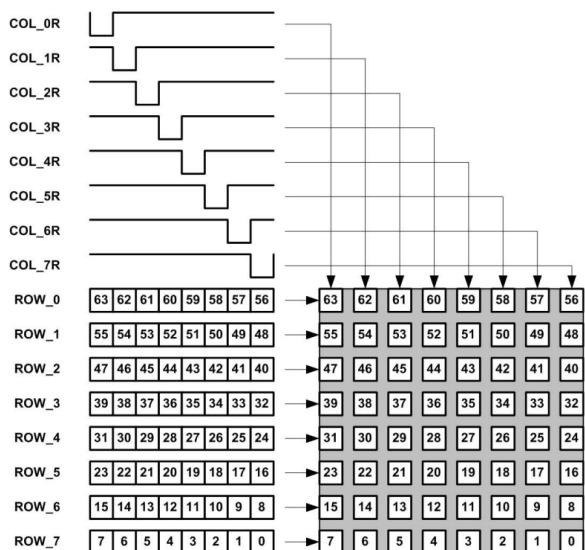 COL_0R
COL_1R
COL_2R
COL_3R
COL_4R
COL_5R
COL_6R
COL_7R
ROW_0 63 62 61 60 59 58 57 56 63 62 61 60 59 58 57 56
ROW_1 55 54 53 52 51 50 49 48 55 54 53 52 51 50 49 48
ROW_2 47 46 45 44 43 42 41 40 47 46 45 44 43 42 41 40
ROW_3 39 38 37 36 35 34 33 32 39 38 37 36 35 34 33 32
ROW_4 31 30 29 28 27 26 25 24 31 30 29 28 27 26 25 24
ROW_5 23 22 21 20 19 18 17 16 23 22 21 20 19 18 17 16
ROW_6 15 14 13 12 11 10 9 8 15 14 13 12 11 10 9 8
ROW_7 7 6 5 4 3 2 1 0 7 6 5 4 3 2 1 0